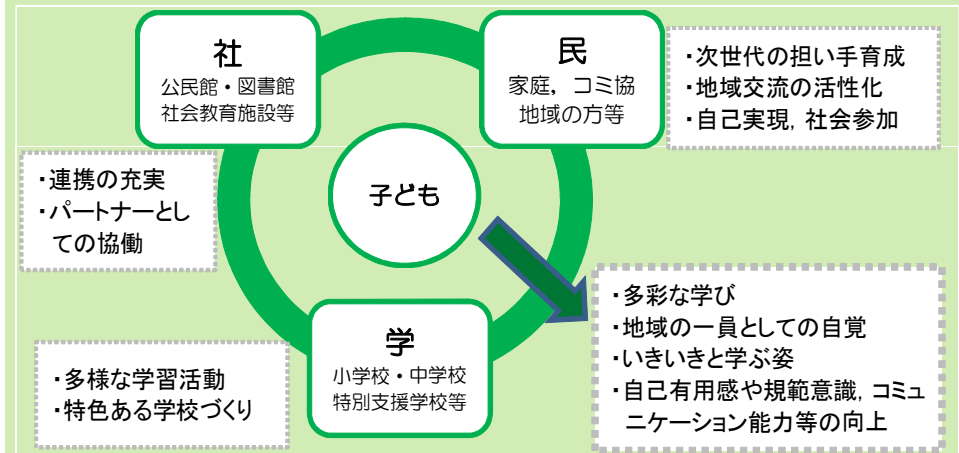 社
公民館・図書館
社会教育施設等
民
家庭，コミ協
地域の方等
・次世代の担い手育成
・地域交流の活性化
・自己実現，社会参加
・連携の充実
・パートナーとし
ての協働
子ども
学
小学校・中学校
特別支援学校等
・多様な学習活動
・特色ある学校づくり
・多彩な学び
・地域の一員としての自覚
・いきいきと学ぶ姿
・自己有用感や規範意識，コミュ
ニケーション能力等の向上